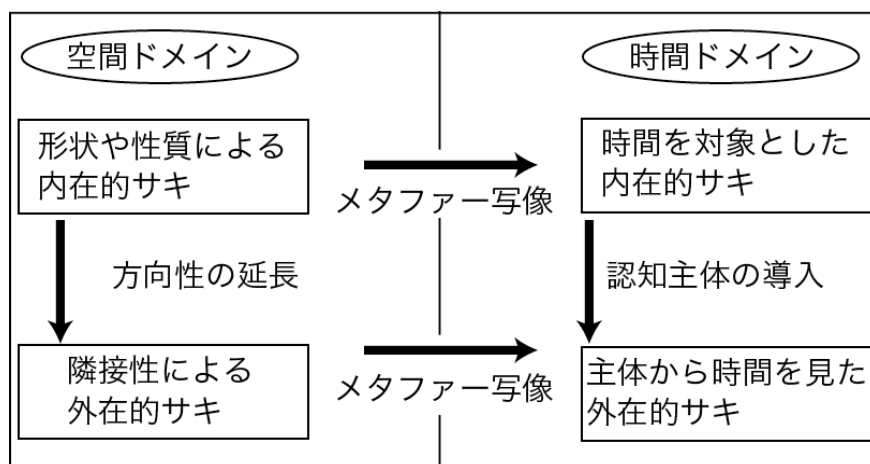 空間ドメイン
時間ドメイン
形状や性質による
内在的サキ
メタファー写像
時間を対象とした
内在的サキ
方向性の延長
認知主体の導入
隣接性による
外在的サキ
メタファー写像
主体から時間を見た
外在的サキ